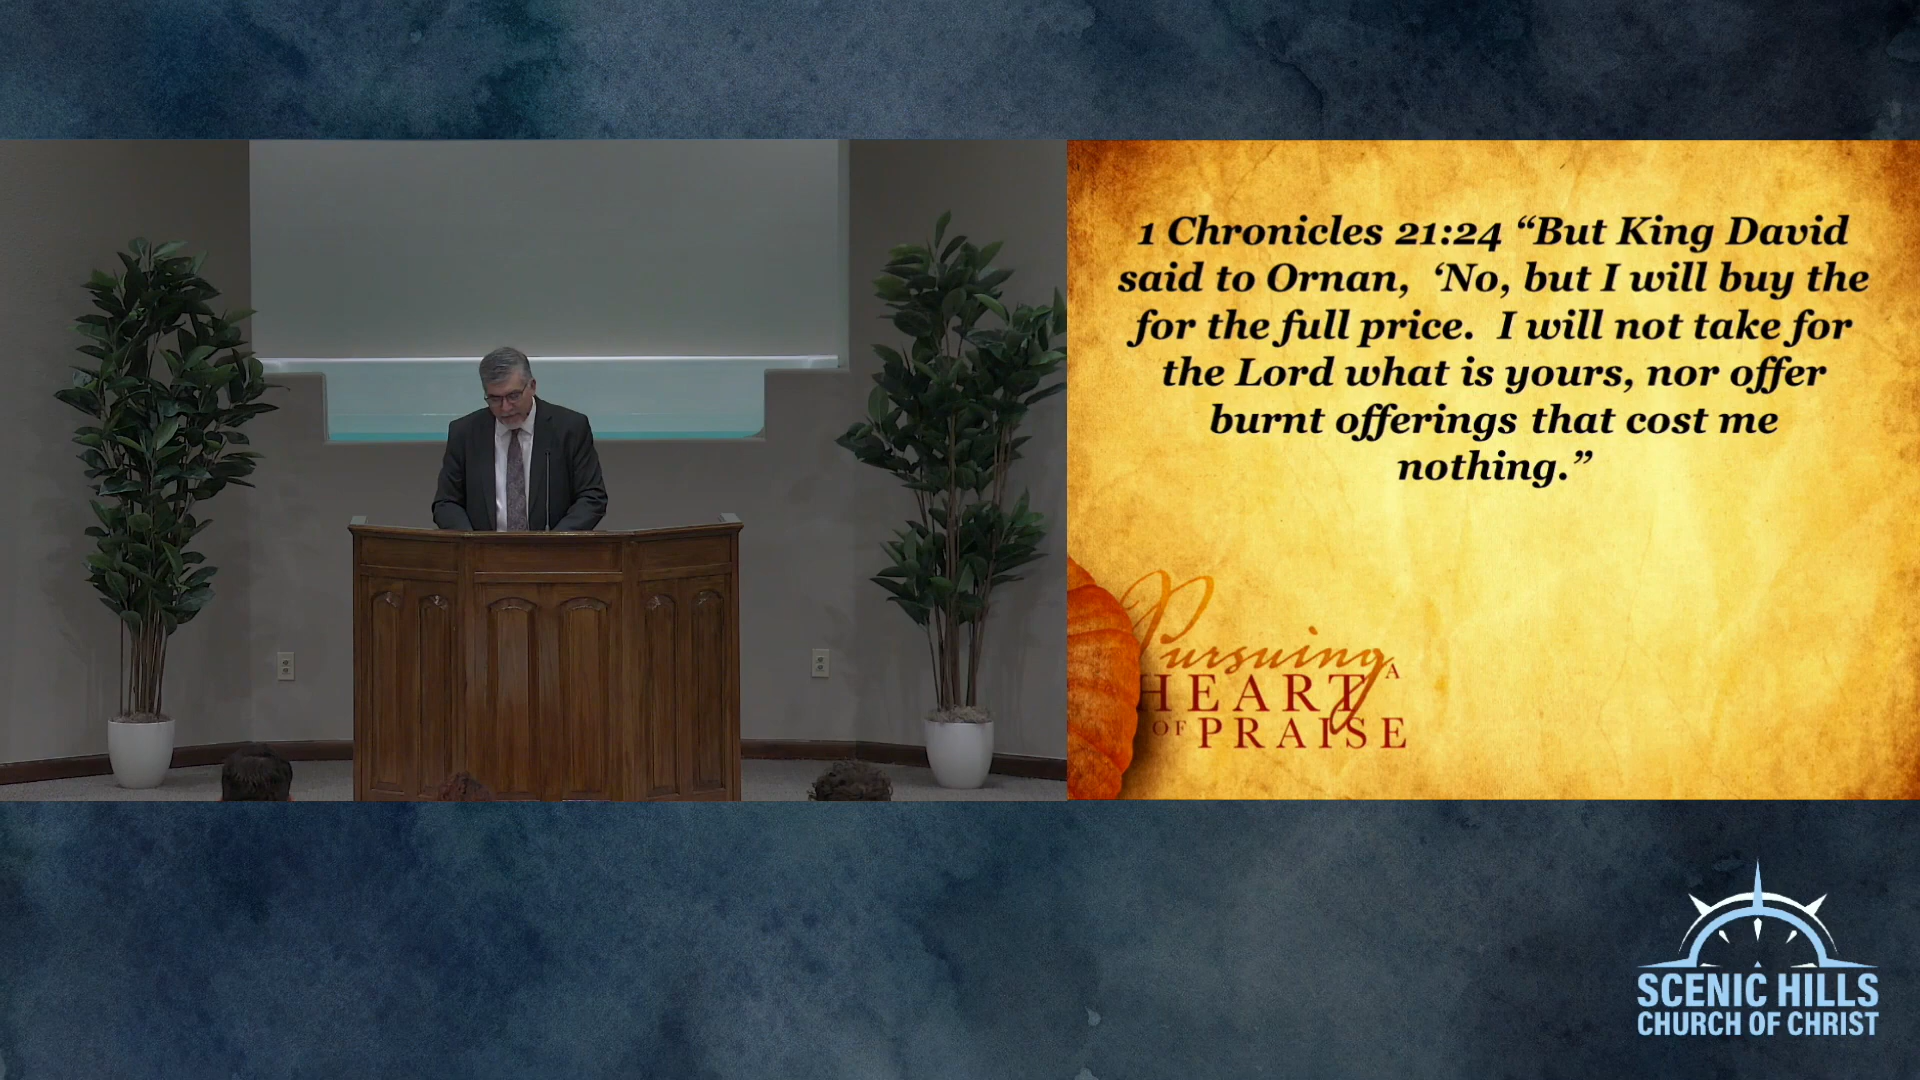 1 Chronicles 21:24 “But King David
said to Ornan,  ‘No, but I will buy the
for the full price.  I will not take for
the Lord what is yours, nor offer
burnt offerings that cost me
nothing.”
Pursuing A
HEART
OF PRAISE
SCENIC HILLS
CHURCH OF CHRIST